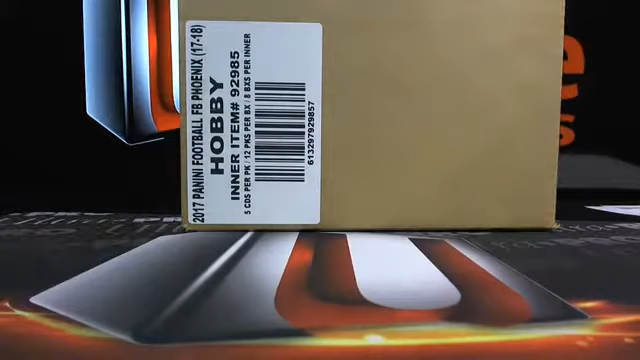 2017 PANINI FOOTBALL FB PHOENIX (17-18)
HOBBY
INNER ITEM# 92985
5 CDS PER PK / 12 PKS PER BX / 8 BXS PER INNER
613297929857